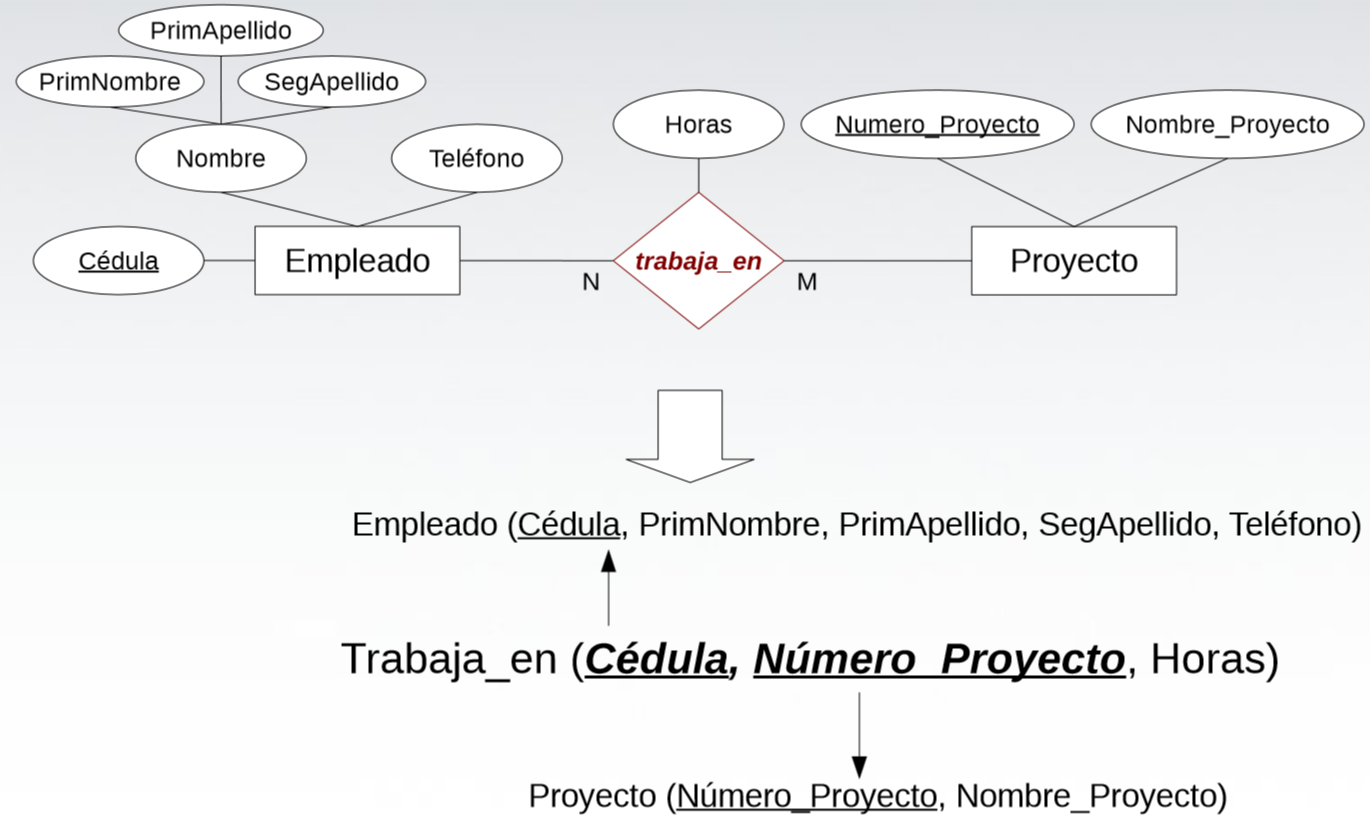 PrimApellido
PrimNombre
SegApellido
Nombre
Teléfono
Horas
Numero_Proyecto
Nombre_Proyecto
Cédula
Empleado
N
trabaja_en
M
Proyecto
Empleado (Cédula, PrimNombre, PrimApellido, SegApellido, Teléfono)
Trabaja_en (Cédula, Número_Proyecto, Horas)
Proyecto (Número_Proyecto, Nombre_Proyecto)